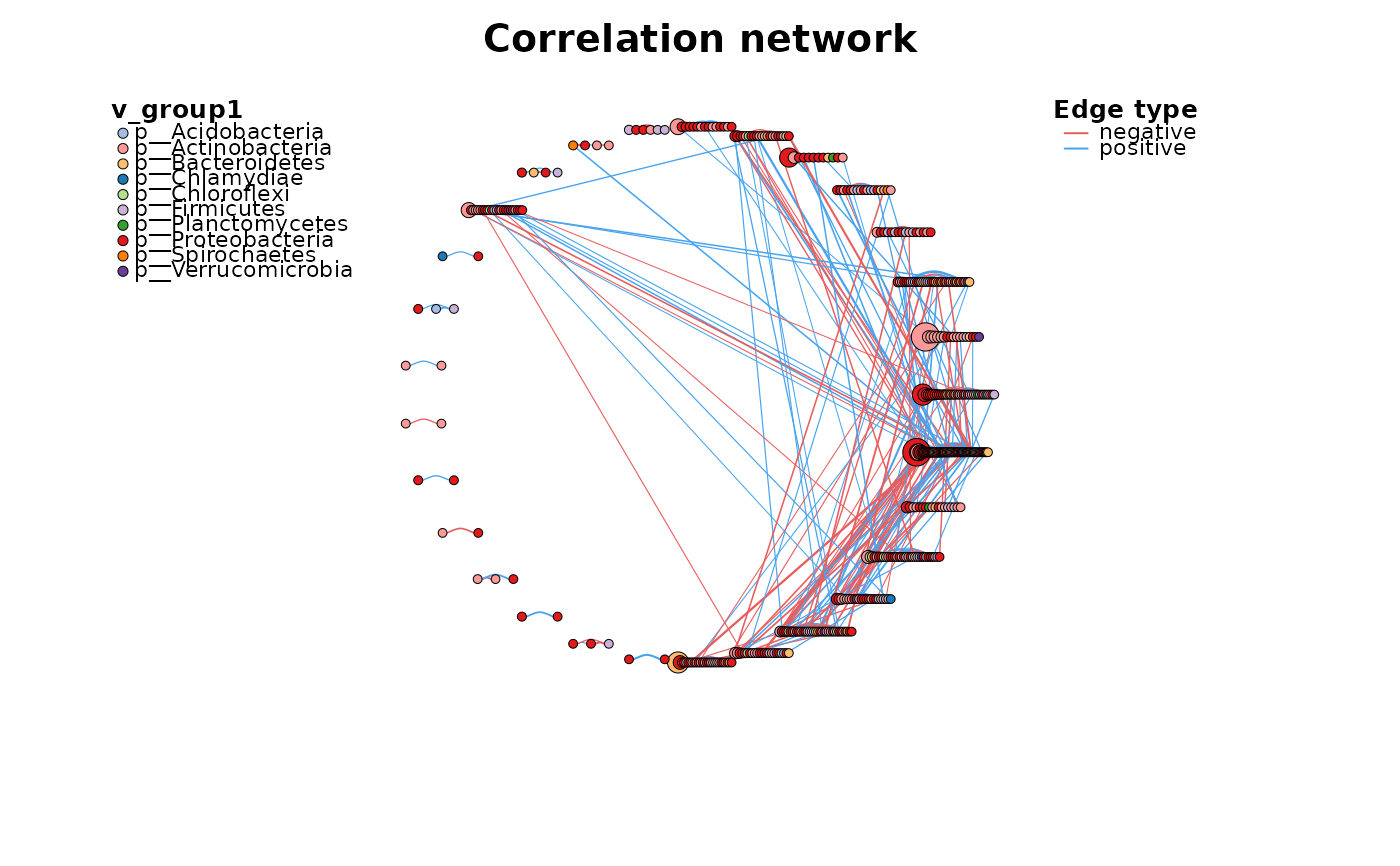 Correlation network
v_group1
p__Acidobacteria
p__Actinobacteria
p__Bacteroidetes
p__Chlamydiae
p__Chloroflexi
p__Firmicutes
p__Planctomycetes
p__Proteobacteria
p__Spirochaetes
p__Verrucomicrobia
Edge type
negative
positive